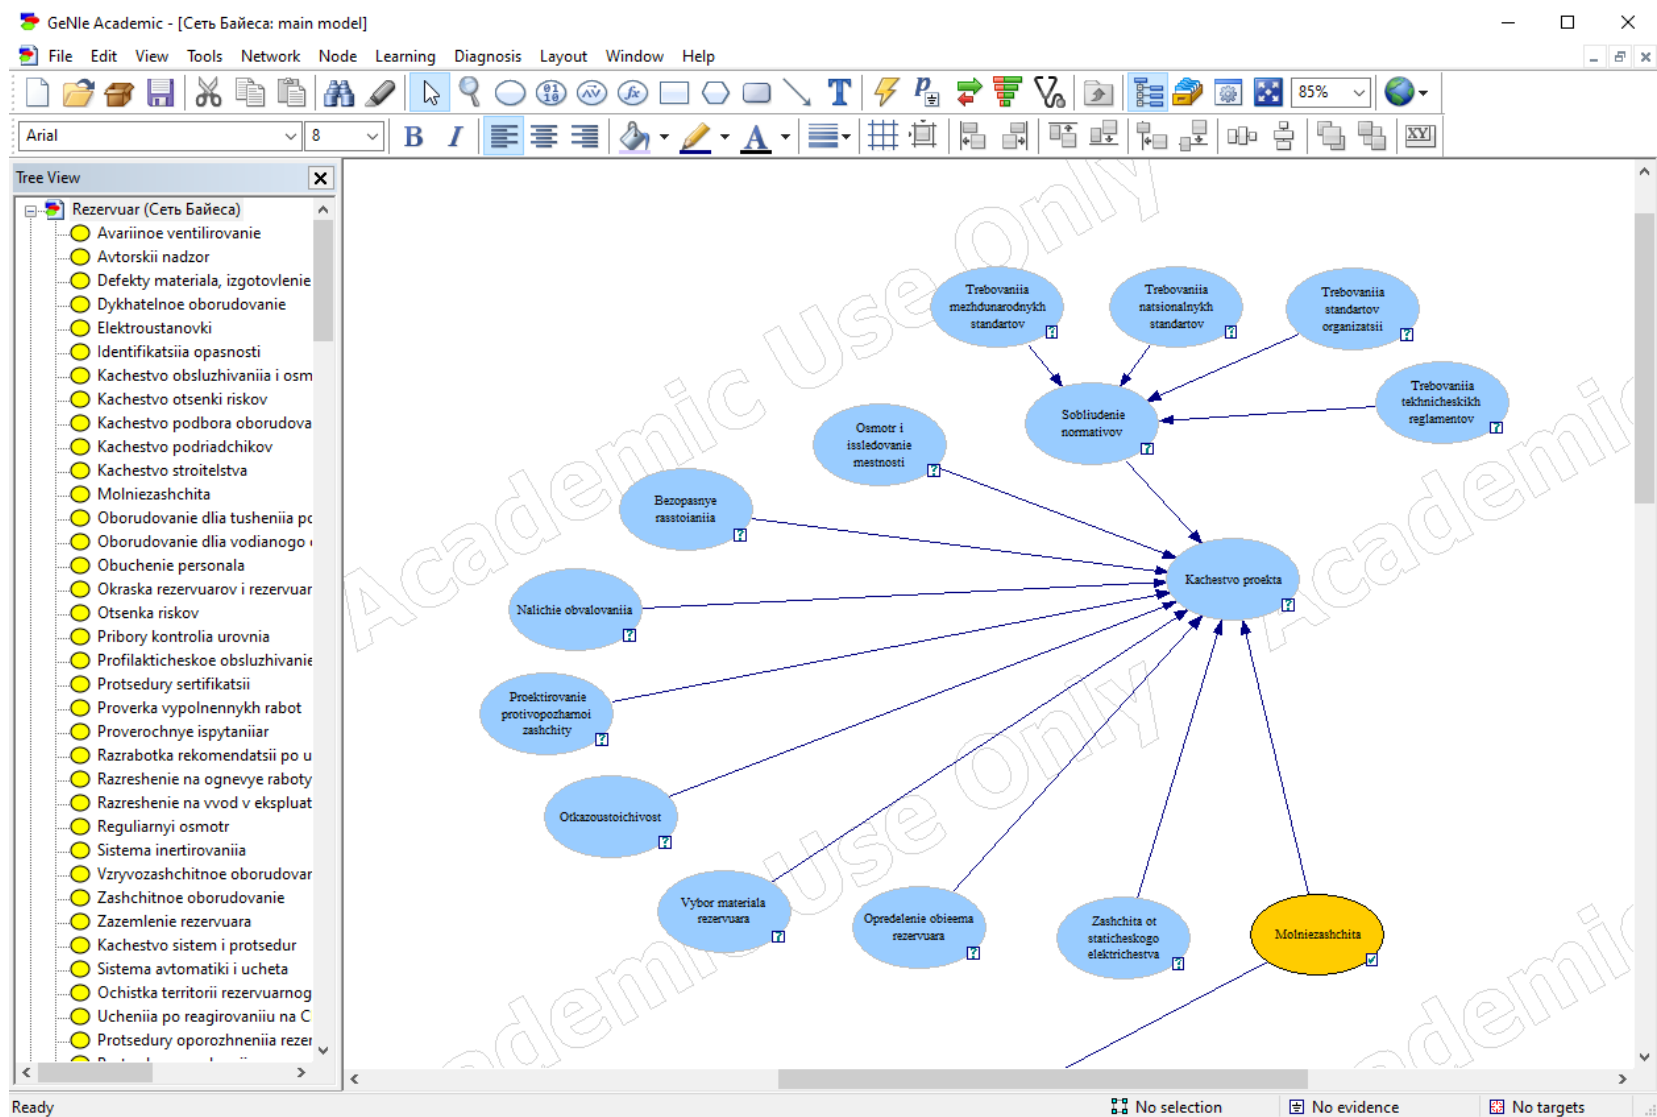 GeNIe Academic - [Сеть Байеса: main model]
File Edit View Tools Network Node Learning Diagnosis Layout Window Help
85%
Arial 8
Tree View
Rezervuar (Сеть Байеса)
Avariinoe ventilirovanie
Avtorskii nadzor
Defekty materiala, izgotovlenie
Dykhatelnoe oborudovanie
Elektroustanovki
Identifikatsiia opasnosti
Kachestvo obsluzhivaniia i osm
Kachestvo otsenki riskov
Kachestvo podbora oborudova
Kachestvo podriadchikov
Kachestvo stroitelstva
Molniezashchita
Oborudovanie dlia tusheniia po
Oborudovanie dlia vodianogo
Obuchenie personala
Okraska rezervuarov i rezervuar
Otsenka riskov
Pribory kontrolia urovnia
Profilakticheskoe obsluzhivanie
Protsedury sertifikatsii
Proverka vypolnennykh rabot
Proverochnye ispytaniiar
Razrabotka rekomendatsii po u
Razreshenie na ognevye raboty
Razreshenie na vvod v ekspluat
Reguliarnyi osmotr
Sistema inertirovaniia
Vzryvozashchitnoe oborudovar
Zashchitnoe oborudovanie
Zazemlenie rezervuara
Kachestvo sistem i protsedur
Sistema avtomatiki i ucheta
Ochistka territorii rezervuarnog
Ucheniia po reagirovaniiu na C
Protsedury oporozhneniia rezer
Trebovaniia
mezhdunarodnykh
standartov
Trebovaniia
natsionalnykh
standartov
Trebovaniia
standartov
organizatsii
Trebovaniia
tekhnicheskikh
reglamentov
Sobliudenie
normativov
Osmotr i
issledovanie
mestnosti
Bezopasnye
rasstoianiia
Kachestvo proekta
Nalichie obvalovaniia
Proektirovanie
protivopozharnoi
zashchity
Otkazoustoichivost
Vybor materiala
rezervuara
Opredelenie obieema
rezervuara
Zashchita ot
staticheskogo
elektrichestva
Molniezashchita
Academic Use Only
Academic Use Only
Academic
Academic
Ready No selection No evidence No targets